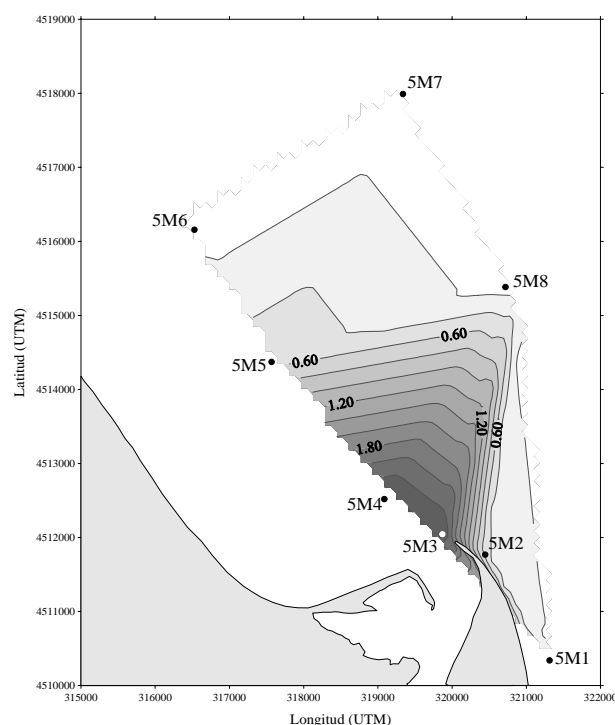 4519000
5M7
4518000
4517000
5M6
4516000
5M8
4515000
0.60
0.60
5M5
Latitud (UTM)
4514000
1.20
1.20
0.60
1.80
4513000
5M4
4512000
5M3
5M2
4511000
5M1
4510000
315000 316000 317000 318000 319000 320000 321000 322000
Longitud (UTM)